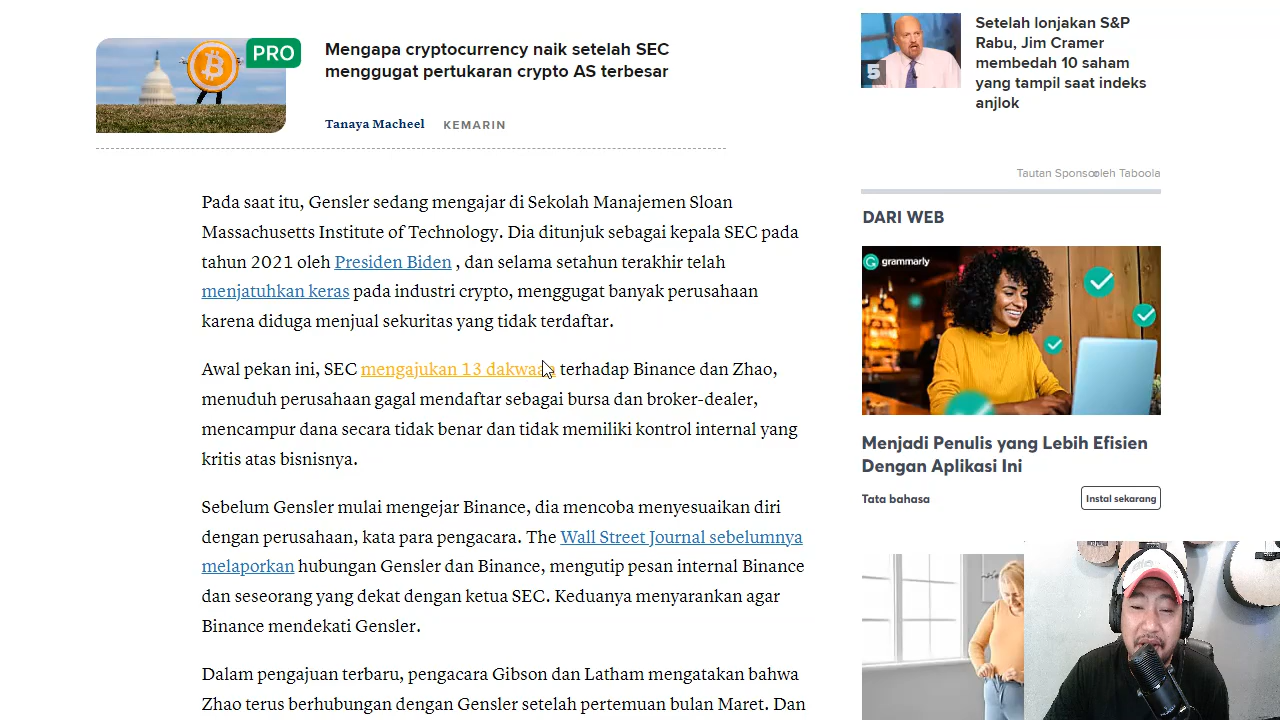 PRO
Mengapa cryptocurrency naik setelah SEC
menggugat pertukaran crypto AS terbesar
Tanaya Macheel KEMARIN
Pada saat itu, Gensler sedang mengajar di Sekolah Manajemen Sloan
Massachusetts Institute of Technology. Dia ditunjuk sebagai kepala SEC pada
tahun 2021 oleh Presiden Biden , dan selama setahun terakhir telah
menjatuhkan keras pada industri crypto, menggugat banyak perusahaan
karena diduga menjual sekuritas yang tidak terdaftar.
Awal pekan ini, SEC mengajukan 13 dakwaan terhadap Binance dan Zhao,
menuduh perusahaan gagal mendaftar sebagai bursa dan broker-dealer,
mencampur dana secara tidak benar dan tidak memiliki kontrol internal yang
kritis atas bisnisnya.
Sebelum Gensler mulai mengejar Binance, dia mencoba menyesuaikan diri
dengan perusahaan, kata para pengacara. The Wall Street Journal sebelumnya
melaporkan hubungan Gensler dan Binance, mengutip pesan internal Binance
dan seseorang yang dekat dengan ketua SEC. Keduanya menyarankan agar
Binance mendekati Gensler.
Dalam pengajuan terbaru, pengacara Gibson dan Latham mengatakan bahwa
Zhao terus berhubungan dengan Gensler setelah pertemuan bulan Maret. Dan
5
Setelah lonjakan S&P
Rabu, Jim Cramer
membedah 10 saham
yang tampil saat indeks
anjlok
Tautan Sponsor oleh Taboola
DARI WEB
grammarly
Menjadi Penulis yang Lebih Efisien
Dengan Aplikasi Ini
Tata bahasa
Instal sekarang